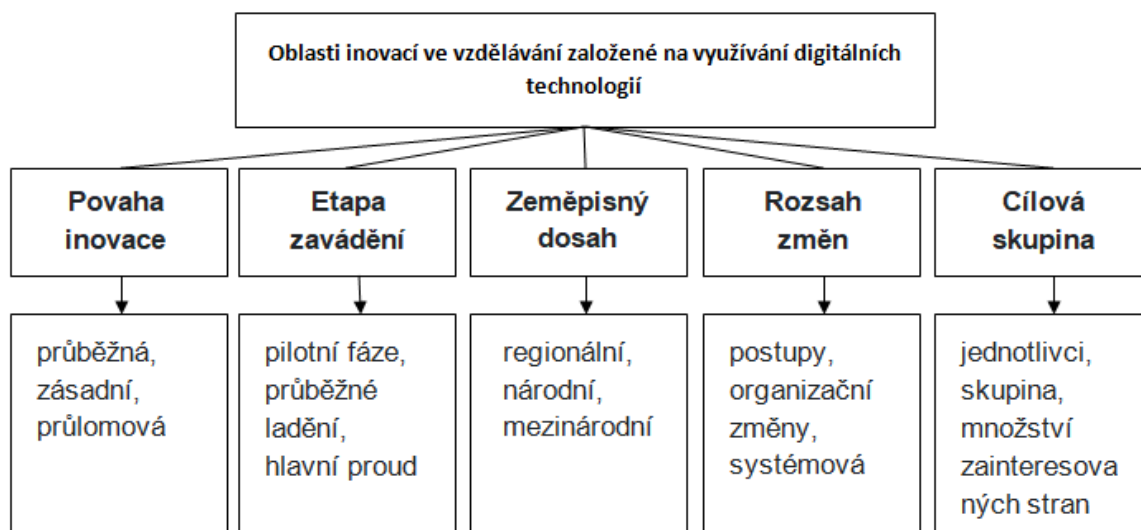 Oblasti inovací ve vzdělávání založené na využívání digitálních
technologií
Povaha
inovace
Etapa
zavádění
Zeměpisný
dosah
Rozsah
změn
Cílová
skupina
průběžná,
zásadní,
průlomová
pilotní fáze,
průběžné
ladění,
hlavní proud
regionální,
národní,
mezinárodní
postupy,
organizační
změny,
systémová
jednotlivci,
skupina,
množství
zainteresova
ných stran